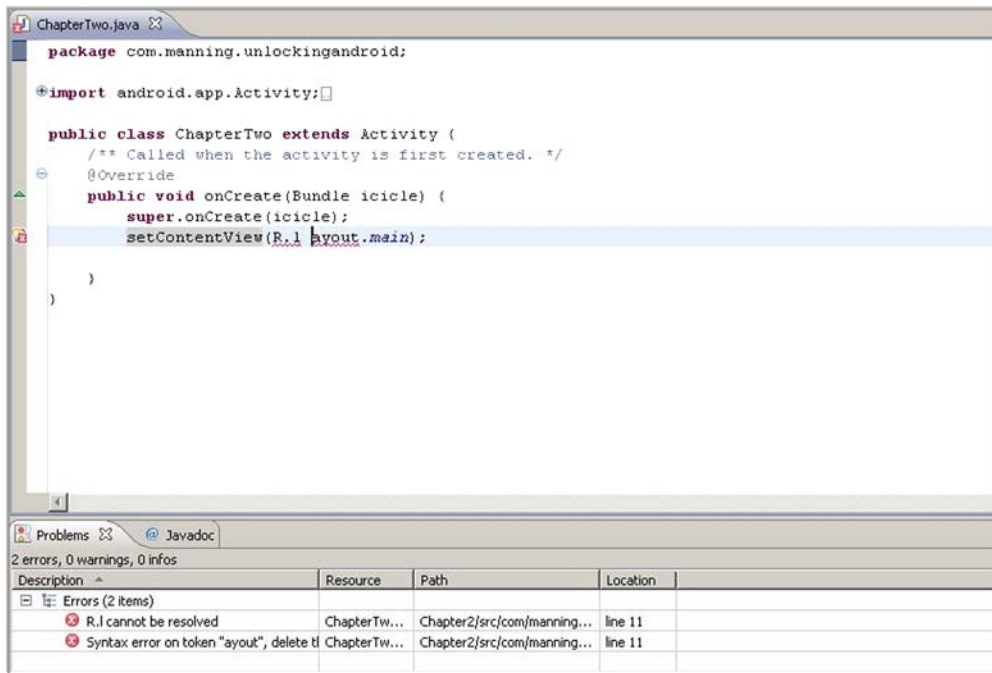 ChapterTwo.java
package com.manning.unlockingandroid;
import android.app.Activity;
public class ChapterTwo extends Activity {
/** Called when the activity is first created. */
@Override
public void onCreate(Bundle icicle) {
super.onCreate(icicle);
setContentView(R.l ayout.main);
}
}
Problems @ Javadoc
2 errors, 0 warnings, 0 infos
Description Resource Path Location
Errors (2 items)
R.l cannot be resolved ChapterTw... Chapter2/src/com/manning... line 11
Syntax error on token "ayout", delete tl ChapterTw... Chapter2/src/com/manning... line 11